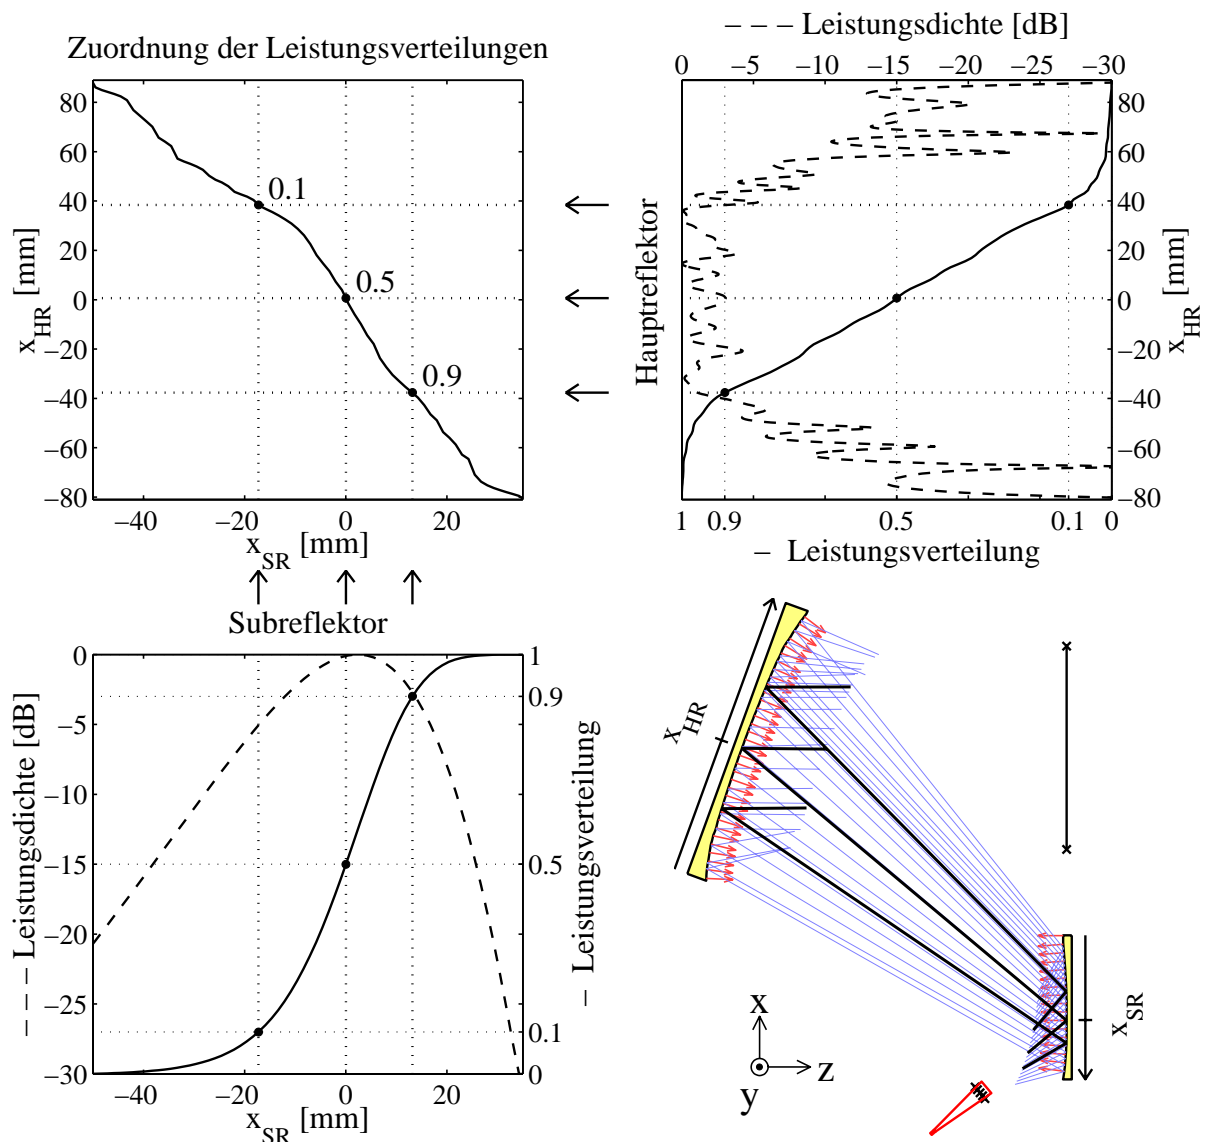 Zuordnung der Leistungsverteilungen
80
60
40
20
0
−20
−40
−60
−80
x_HR [mm]
0.1
0.5
0.9
−40 −20 0 20
x_SR [mm]
− − − Leistungsdichte [dB]
0 −5 −10 −15 −20 −25 −30
80
60
40
20
0
−20
−40
−60
−80
x_HR [mm]
Hauptreflektor
1 0.9 0.5 0.1 0
− Leistungsverteilung
Subreflektor
0
−5
−10
−15
−20
−25
−30
− − − Leistungsdichte [dB]
1
0.9
0.5
0.1
0
− Leistungsverteilung
−40 −20 0 20
x_SR [mm]
x_HR
x_SR
x
z
y